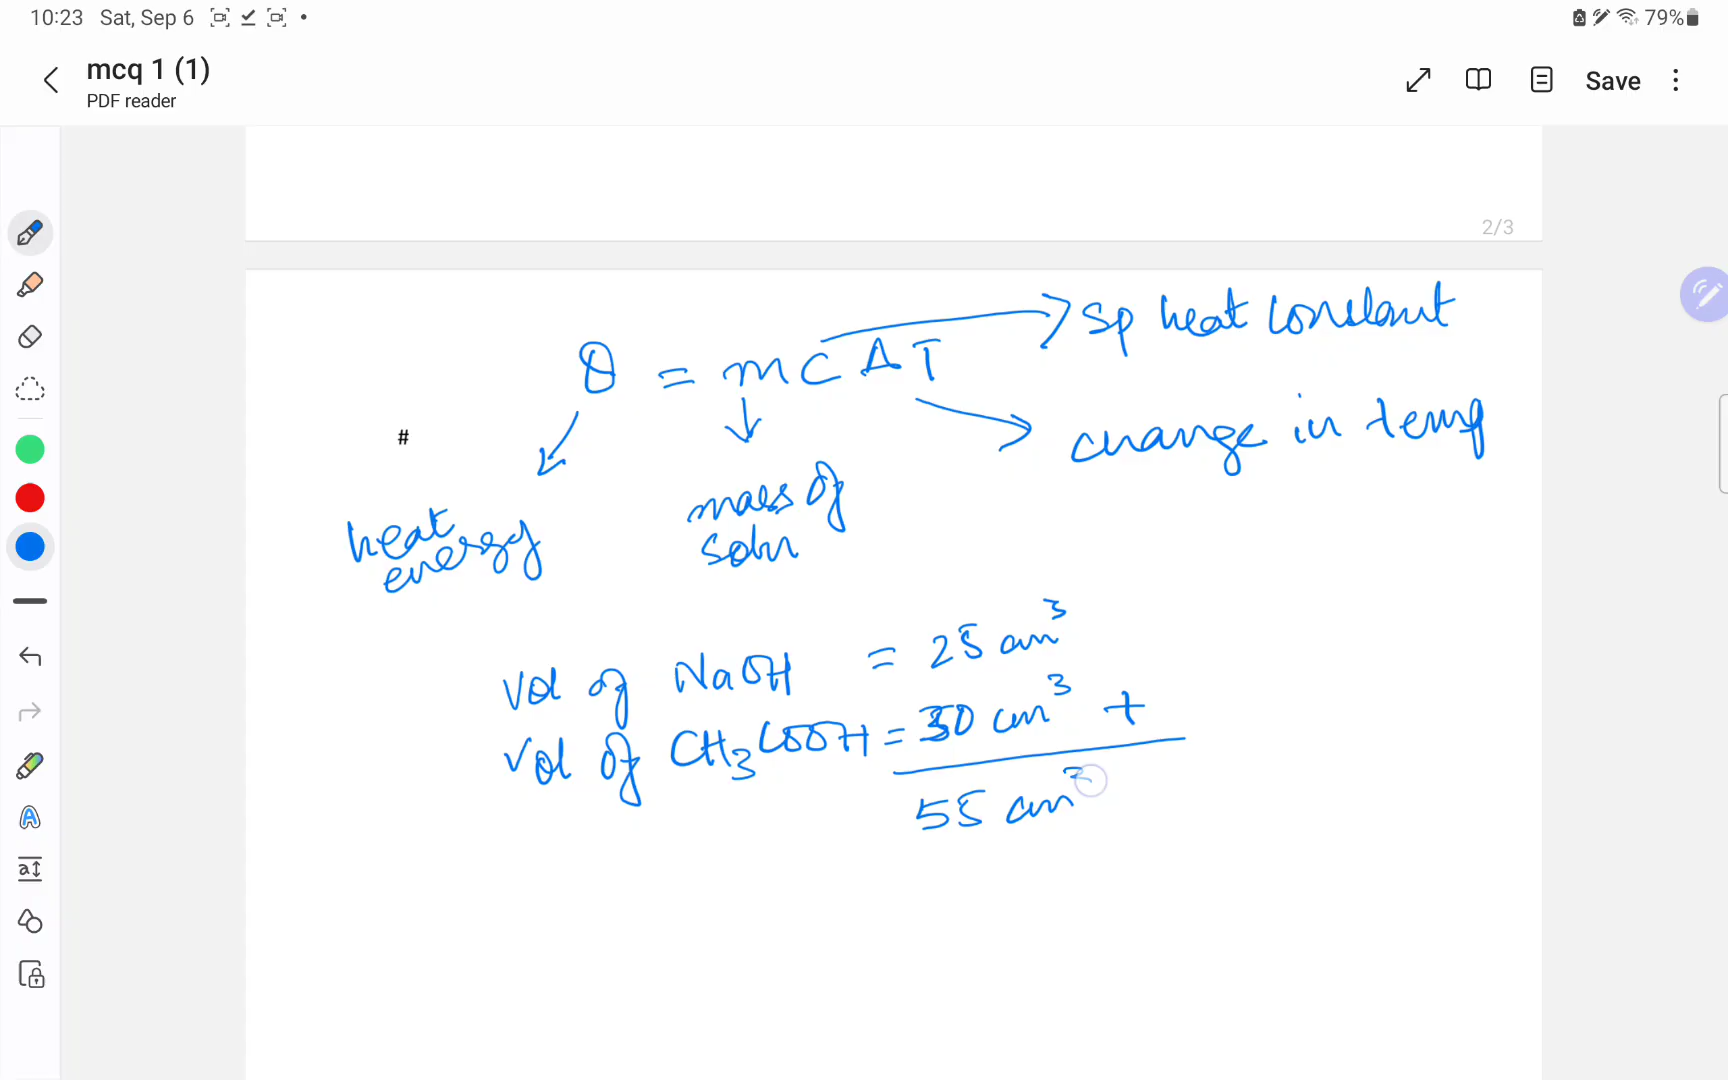 10:23 Sat, Sep 6 79%
mcq 1 (1)
PDF reader
Save
2/3
sp heat constant
Q = mCΔT
#
change in temp
heat energy
mass of soln
Vol of NaOH = 25 cm³
Vol of CH₃COOH = 30 cm³ +
55 cm³